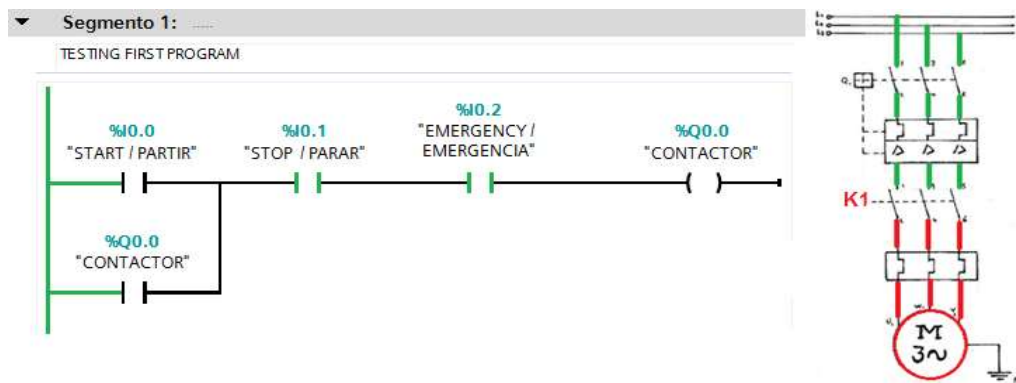 Segmento 1: .....
TESTING FIRST PROGRAM
%I0.0
"START / PARTIR"
%I0.1
"STOP / PARAR"
%I0.2
"EMERGENCY /
EMERGENCIA"
%Q0.0
"CONTACTOR"
%Q0.0
"CONTACTOR"
K1
M
3~